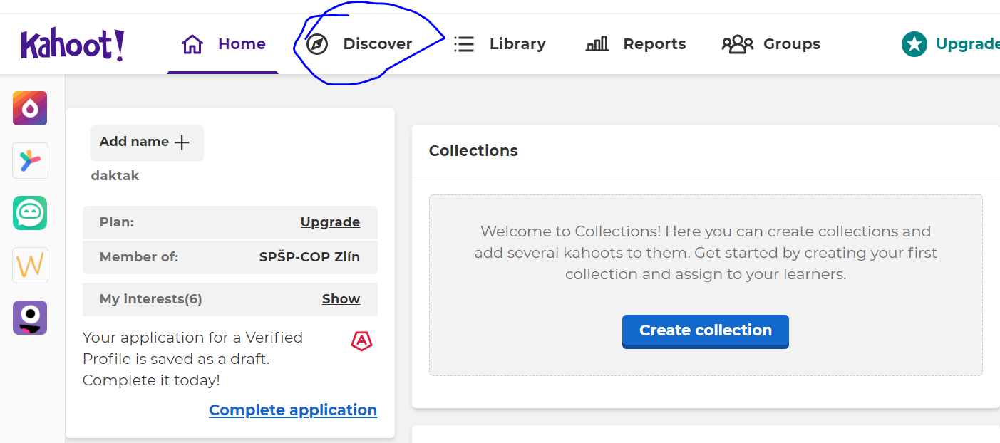 Kahoot!
Home
Discover
Library
Reports
Groups
Upgrade
Add name
daktak
Plan: Upgrade
Member of: SPŠP-COP Zlín
My interests(6) Show
Your application for a Verified
Profile is saved as a draft.
Complete it today!
Complete application
Collections
Welcome to Collections! Here you can create collections and
add several kahoots to them. Get started by creating your first
collection and assign to your learners.
Create collection